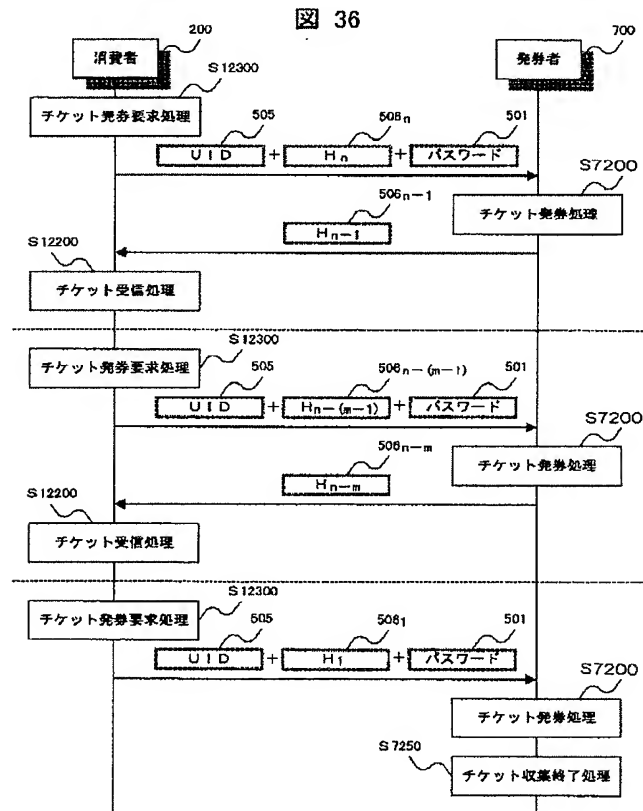 図 36
消費者
200
発券者
700
S12300
チケット発券要求処理
505
506n
501
UID + Hn + パスワード
S7200
チケット発券処理
506n-1
Hn-1
S12200
チケット受信処理
S12300
チケット発券要求処理
505
506n-(m-1)
501
UID + Hn-(m-1) + パスワード
S7200
チケット発券処理
506n-m
Hn-m
S12200
チケット受信処理
S12300
チケット発券要求処理
505
5061
501
UID + H1 + パスワード
S7200
チケット発券処理
S7250
チケット収集終了処理